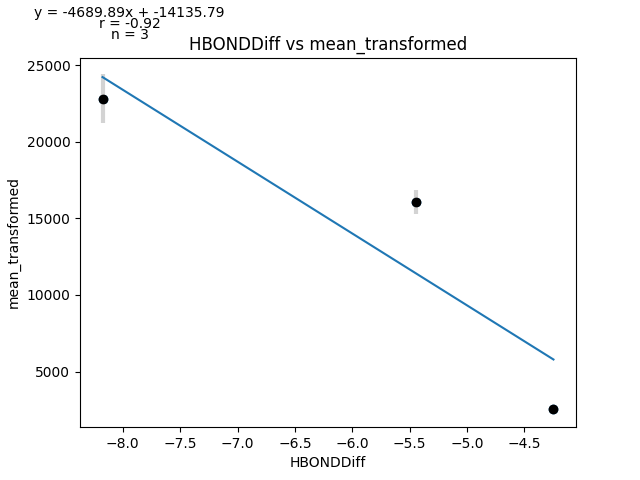 y = -4689.89x + -14135.79
r = -0.92
n = 3
HBONDDiff vs mean_transformed
25000
20000
15000
10000
5000
mean_transformed
−8.0 −7.5 −7.0 −6.5 −6.0 −5.5 −5.0 −4.5
HBONDDiff